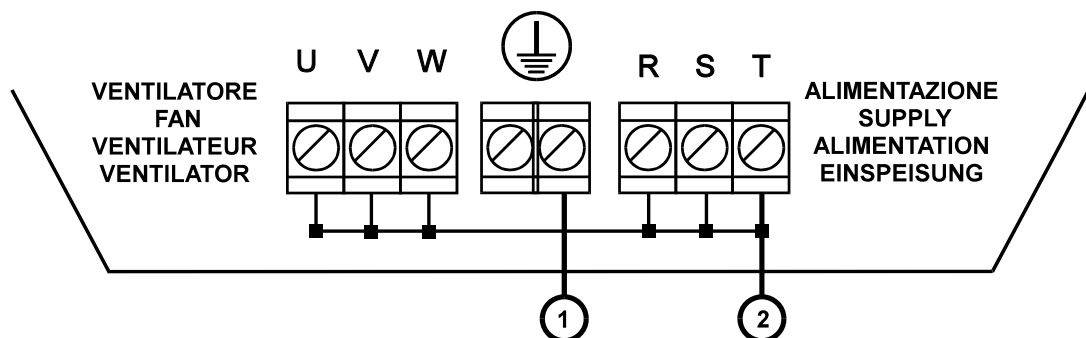 U V W
R S T
VENTILATORE
FAN
VENTILATEUR
VENTILATOR
ALIMENTAZIONE
SUPPLY
ALIMENTATION
EINSPEISUNG
1
2